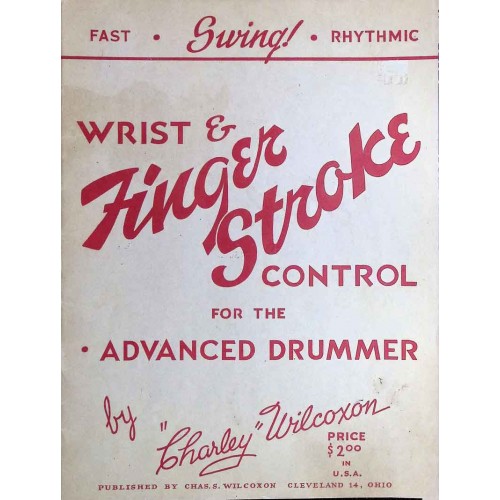 FAST • Swing! • RHYTHMIC
WRIST &
Finger
Stroke
CONTROL
FOR THE
• ADVANCED DRUMMER
by
"Charley" Wilcoxon
PRICE
$2.00
IN
U.S.A.
PUBLISHED BY CHAS. S. WILCOXON CLEVELAND 14, OHIO